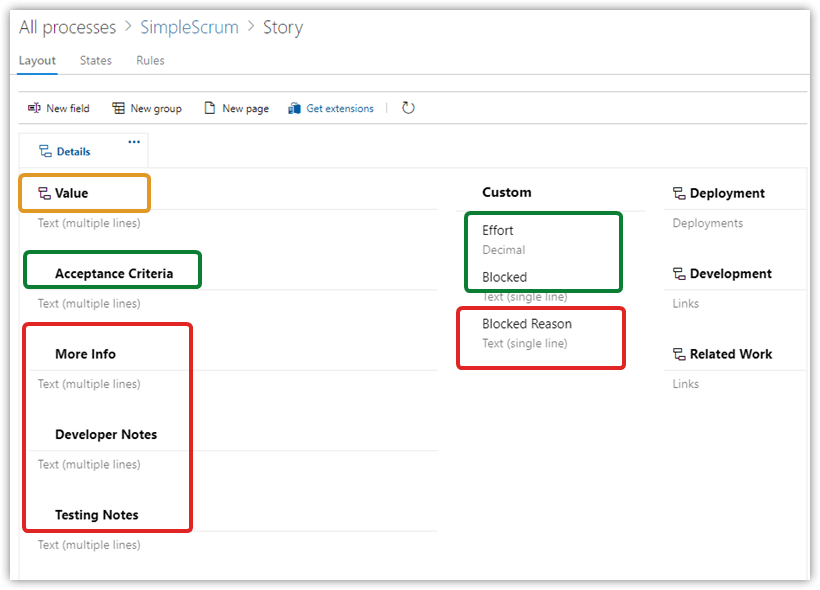 All processes > SimpleScrum > Story
Layout States Rules
New field New group New page Get extensions
Details ...
Value
Text (multiple lines)
Acceptance Criteria
Text (multiple lines)
More Info
Text (multiple lines)
Developer Notes
Text (multiple lines)
Testing Notes
Text (multiple lines)
Custom
Effort
Decimal
Blocked
Text (single line)
Blocked Reason
Text (single line)
Deployment
Deployments
Development
Links
Related Work
Links